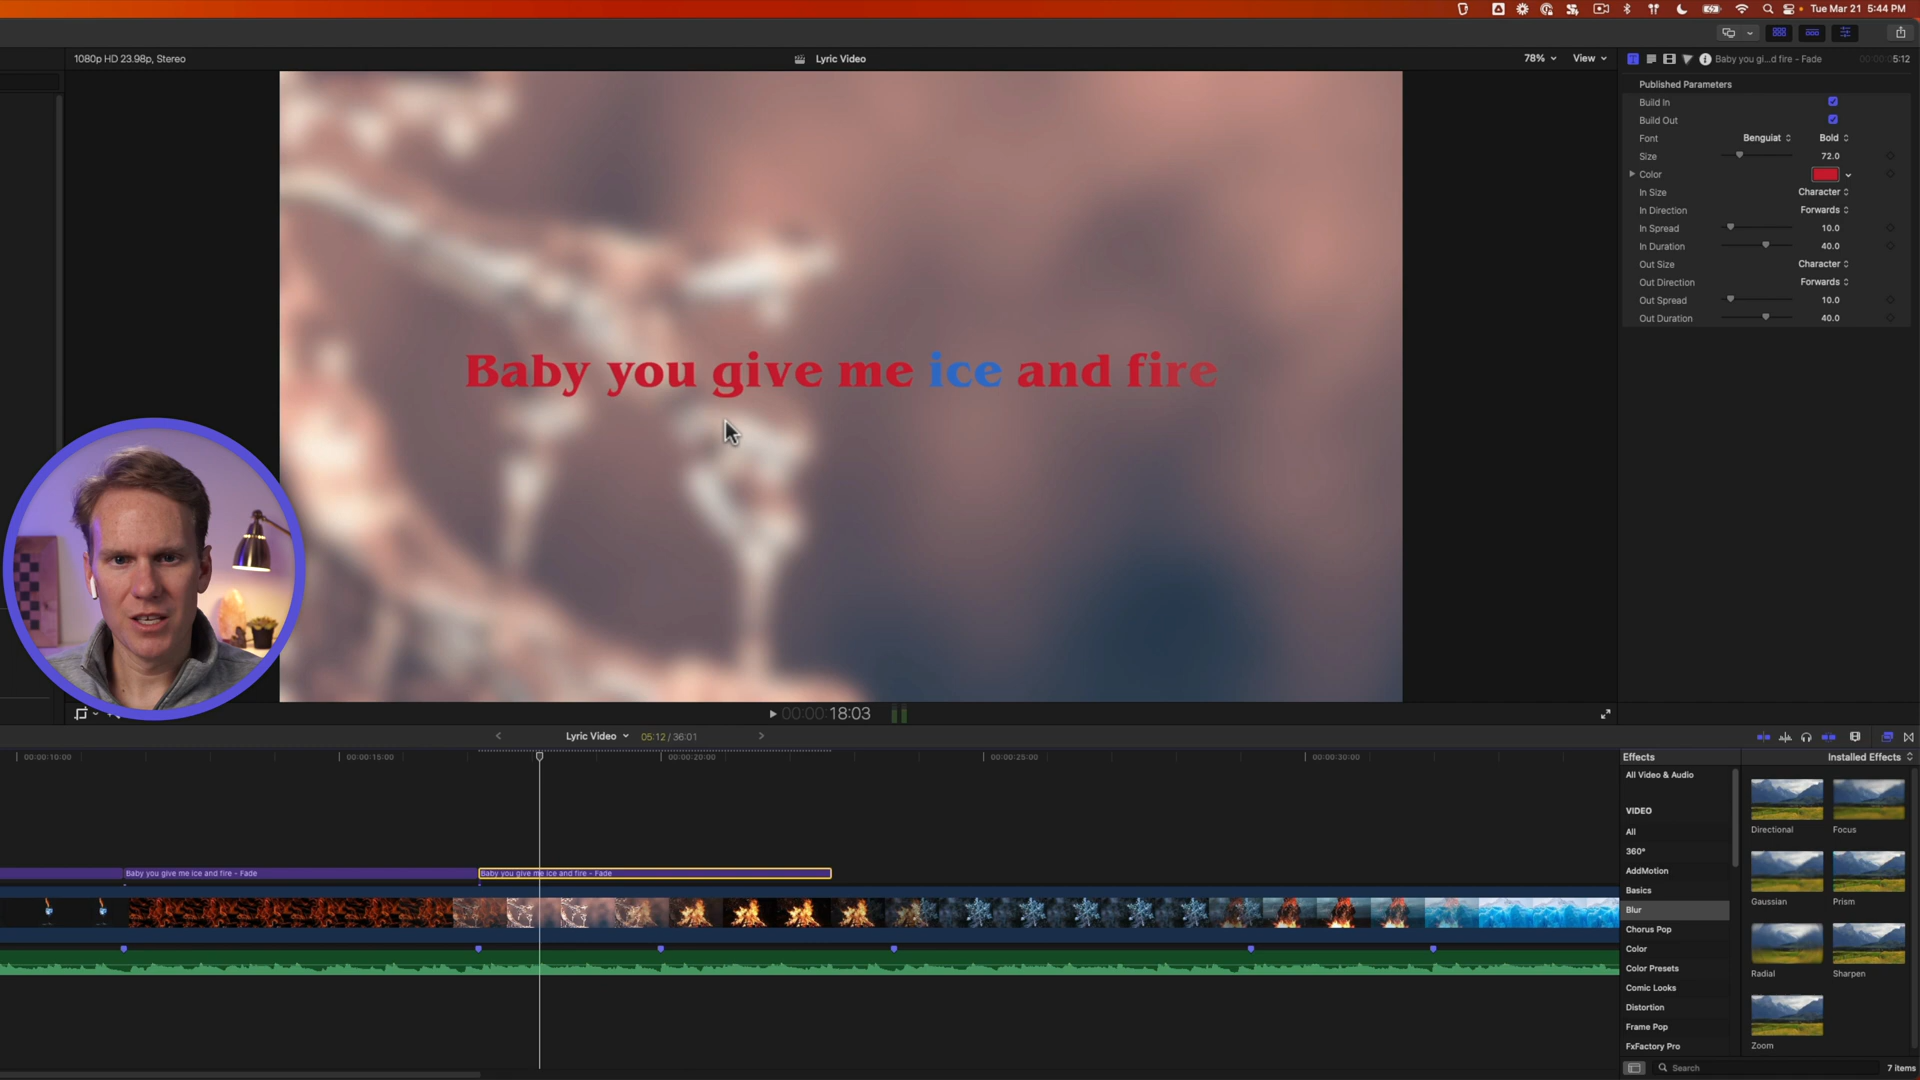 Tue Mar 21 5:44 PM
1080p HD 23.98p, Stereo
Lyric Video
78%
View
Baby you gi...d fire - Fade
00:00:05:12
Published Parameters
Build In
Build Out
Font Benguiat Bold
Size 72.0
Color
In Size Character
In Direction Forwards
In Spread 10.0
In Duration 40.0
Out Size Character
Out Direction Forwards
Out Spread 10.0
Out Duration 40.0
Baby you give me ice and fire
00:00:18:03
Lyric Video 05:12 / 36:01
00:00:10:00 00:00:15:00 00:00:20:00 00:00:25:00 00:00:30:00
Baby you give me ice and fire - Fade
Baby you give me ice and fire - Fade
Effects
Installed Effects
All Video & Audio
VIDEO
All
360°
AddMotion
Basics
Blur
Chorus Pop
Color
Color Presets
Comic Looks
Distortion
Frame Pop
FxFactory Pro
Directional
Focus
Gaussian
Prism
Radial
Sharpen
Zoom
Search
7 items